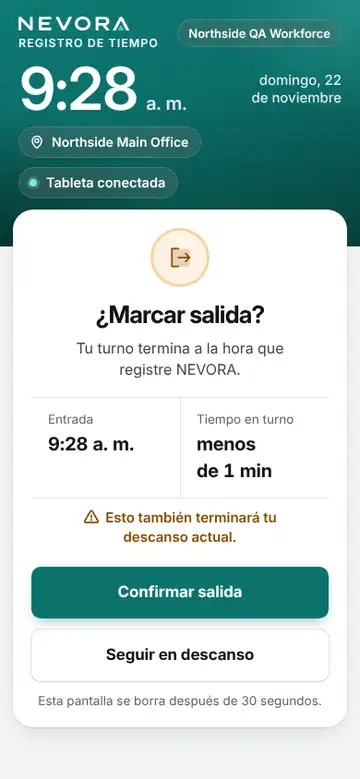 NEVORA
REGISTRO DE TIEMPO
Northside QA Workforce
9:28 a. m.
domingo, 22
de noviembre
Northside Main Office
Tableta conectada
¿Marcar salida?
Tu turno termina a la hora que
registre NEVORA.
Entrada
9:28 a. m.
Tiempo en turno
menos
de 1 min
Esto también terminará tu
descanso actual.
Confirmar salida
Seguir en descanso
Esta pantalla se borra después de 30 segundos.